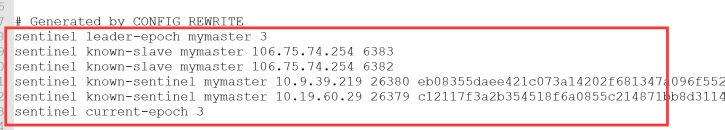 # Generated by CONFIG REWRITE
sentinel leader-epoch mymaster 3
sentinel known-slave mymaster 106.75.74.254 6383
sentinel known-slave mymaster 106.75.74.254 6382
sentinel known-sentinel mymaster 10.9.39.219 26380 eb08355daee421c073a14202f681347a096f552
sentinel known-sentinel mymaster 10.19.60.29 26379 c12117f3a2b354518f6a0855c214871bb8d3114
sentinel current-epoch 3